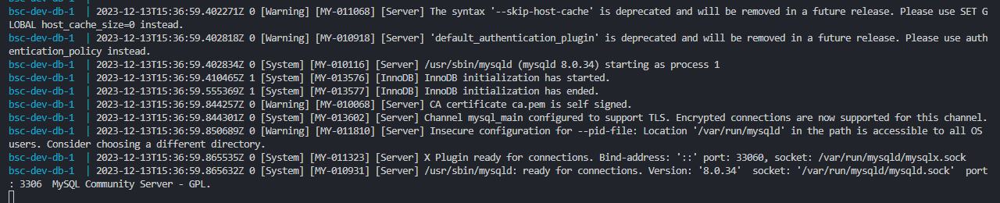 bsc-dev-db-1  | 2023-12-13T15:36:59.402271Z 0 [Warning] [MY-011068] [Server] The syntax '--skip-host-cache' is deprecated and will be removed in a future release. Please use SET G
LOBAL host_cache_size=0 instead.
bsc-dev-db-1  | 2023-12-13T15:36:59.402818Z 0 [Warning] [MY-010918] [Server] 'default_authentication_plugin' is deprecated and will be removed in a future release. Please use auth
entication_policy instead.
bsc-dev-db-1  | 2023-12-13T15:36:59.402834Z 0 [System] [MY-010116] [Server] /usr/sbin/mysqld (mysqld 8.0.34) starting as process 1
bsc-dev-db-1  | 2023-12-13T15:36:59.410465Z 1 [System] [MY-013576] [InnoDB] InnoDB initialization has started.
bsc-dev-db-1  | 2023-12-13T15:36:59.555369Z 1 [System] [MY-013577] [InnoDB] InnoDB initialization has ended.
bsc-dev-db-1  | 2023-12-13T15:36:59.844257Z 0 [Warning] [MY-010068] [Server] CA certificate ca.pem is self signed.
bsc-dev-db-1  | 2023-12-13T15:36:59.844301Z 0 [System] [MY-013602] [Server] Channel mysql_main configured to support TLS. Encrypted connections are now supported for this channel.
bsc-dev-db-1  | 2023-12-13T15:36:59.850689Z 0 [Warning] [MY-011810] [Server] Insecure configuration for --pid-file: Location '/var/run/mysqld' in the path is accessible to all OS
users. Consider choosing a different directory.
bsc-dev-db-1  | 2023-12-13T15:36:59.865535Z 0 [System] [MY-011323] [Server] X Plugin ready for connections. Bind-address: '::' port: 33060, socket: /var/run/mysqld/mysqlx.sock
bsc-dev-db-1  | 2023-12-13T15:36:59.865632Z 0 [System] [MY-010931] [Server] /usr/sbin/mysqld: ready for connections. Version: '8.0.34'  socket: '/var/run/mysqld/mysqld.sock'  port
: 3306  MySQL Community Server - GPL.